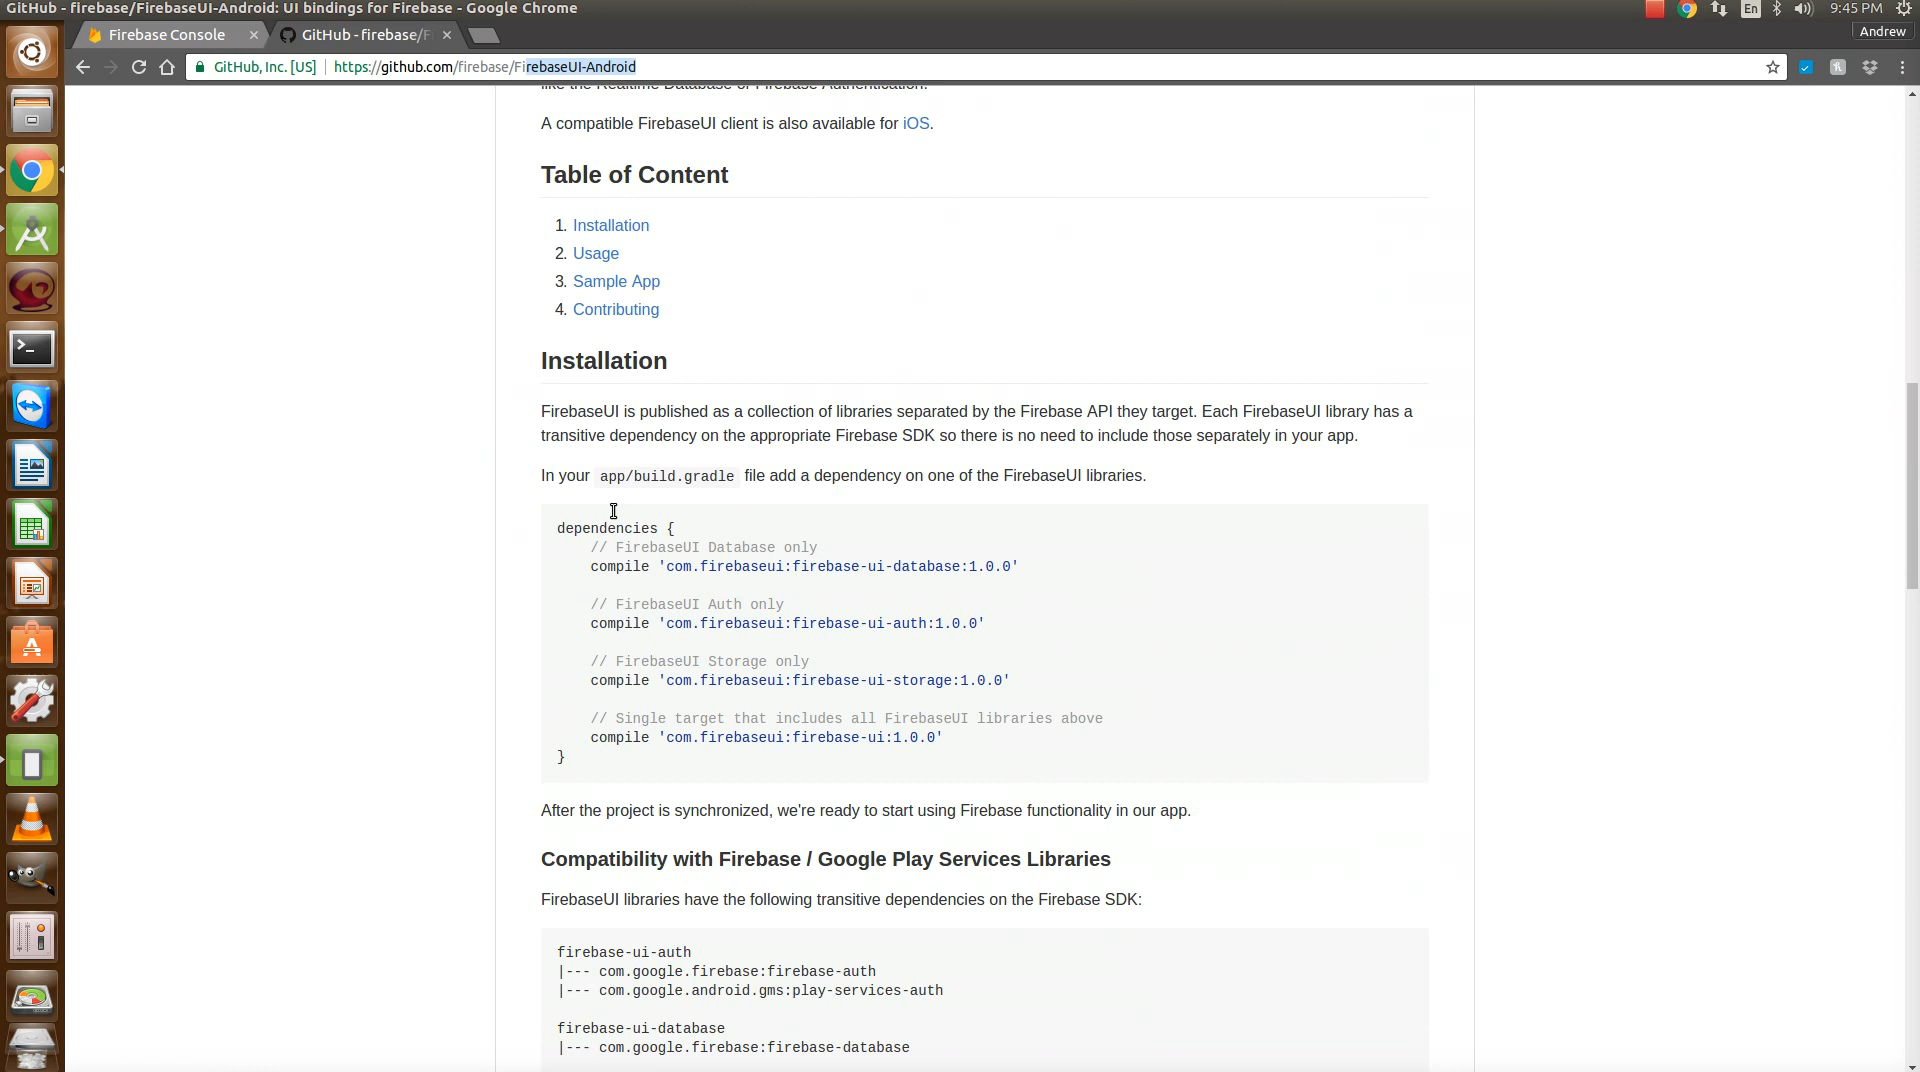 GitHub - firebase/FirebaseUI-Android: UI bindings for Firebase - Google Chrome
En
9:45 PM
Firebase Console
GitHub - firebase/F
Andrew
GitHub, Inc. [US]
https://github.com/firebase/FirebaseUI-Android
like the Realtime Database or Firebase Authentication.
A compatible FirebaseUI client is also available for iOS.
Table of Content
1. Installation
2. Usage
3. Sample App
4. Contributing
Installation
FirebaseUI is published as a collection of libraries separated by the Firebase API they target. Each FirebaseUI library has a
transitive dependency on the appropriate Firebase SDK so there is no need to include those separately in your app.
In your app/build.gradle file add a dependency on one of the FirebaseUI libraries.
dependencies {
// FirebaseUI Database only
compile 'com.firebaseui:firebase-ui-database:1.0.0'
// FirebaseUI Auth only
compile 'com.firebaseui:firebase-ui-auth:1.0.0'
// FirebaseUI Storage only
compile 'com.firebaseui:firebase-ui-storage:1.0.0'
// Single target that includes all FirebaseUI libraries above
compile 'com.firebaseui:firebase-ui:1.0.0'
}
After the project is synchronized, we're ready to start using Firebase functionality in our app.
Compatibility with Firebase / Google Play Services Libraries
FirebaseUI libraries have the following transitive dependencies on the Firebase SDK:
firebase-ui-auth
|--- com.google.firebase:firebase-auth
|--- com.google.android.gms:play-services-auth
firebase-ui-database
|--- com.google.firebase:firebase-database